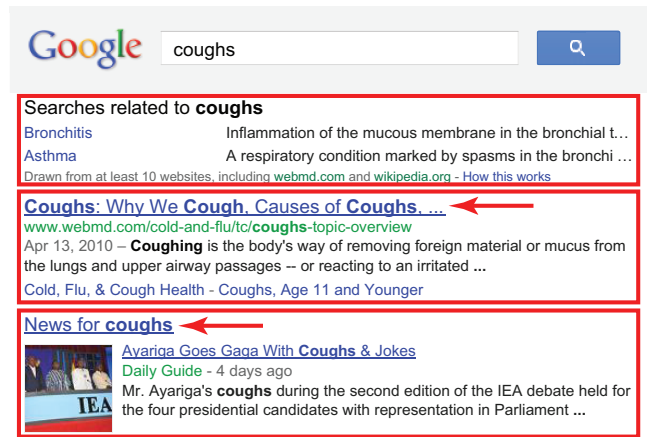 Google coughs
Searches related to coughs
Bronchitis Inflammation of the mucous membrane in the bronchial t...
Asthma A respiratory condition marked by spasms in the bronchi ...
Drawn from at least 10 websites, including webmd.com and wikipedia.org - How this works
Coughs: Why We Cough, Causes of Coughs, ...
www.webmd.com/cold-and-flu/tc/coughs-topic-overview
Apr 13, 2010 – Coughing is the body's way of removing foreign material or mucus from
the lungs and upper airway passages -- or reacting to an irritated ...
Cold, Flu, & Cough Health - Coughs, Age 11 and Younger
News for coughs
Ayariga Goes Gaga With Coughs & Jokes
Daily Guide - 4 days ago
Mr. Ayariga's coughs during the second edition of the IEA debate held for
the four presidential candidates with representation in Parliament ...
IEA